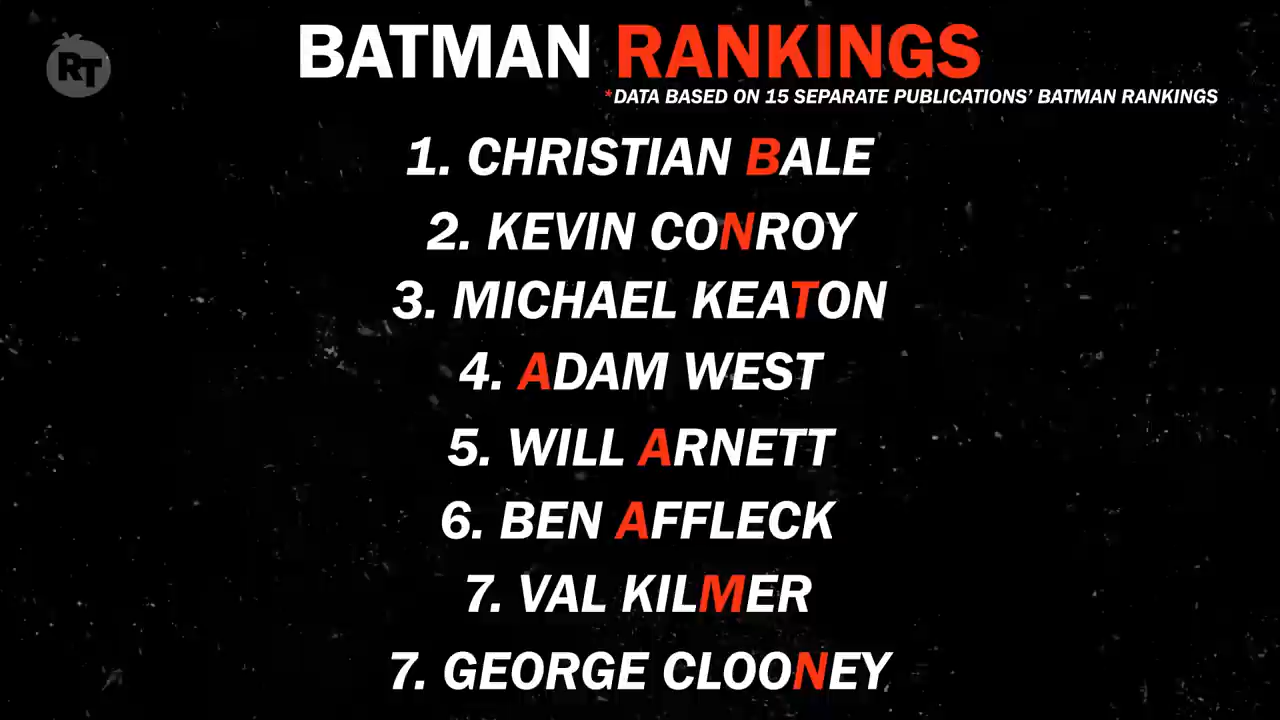 RT
BATMAN RANKINGS
*DATA BASED ON 15 SEPARATE PUBLICATIONS' BATMAN RANKINGS
1. CHRISTIAN BALE
2. KEVIN CONROY
3. MICHAEL KEATON
4. ADAM WEST
5. WILL ARNETT
6. BEN AFFLECK
7. VAL KILMER
7. GEORGE CLOONEY